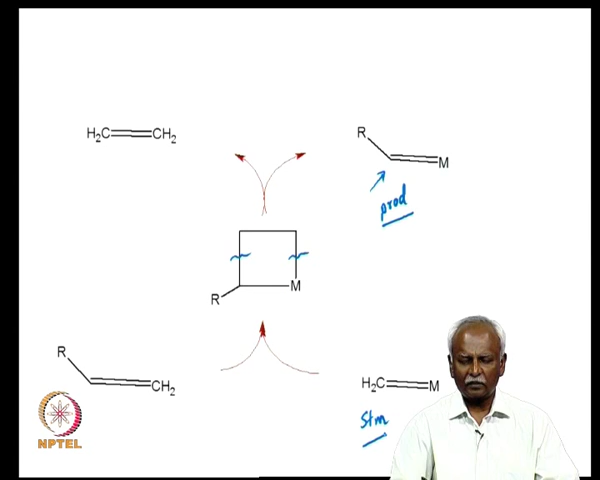 H₂C CH₂
R
M
prod
R M
R
CH₂
H₂C M
Stm
NPTEL